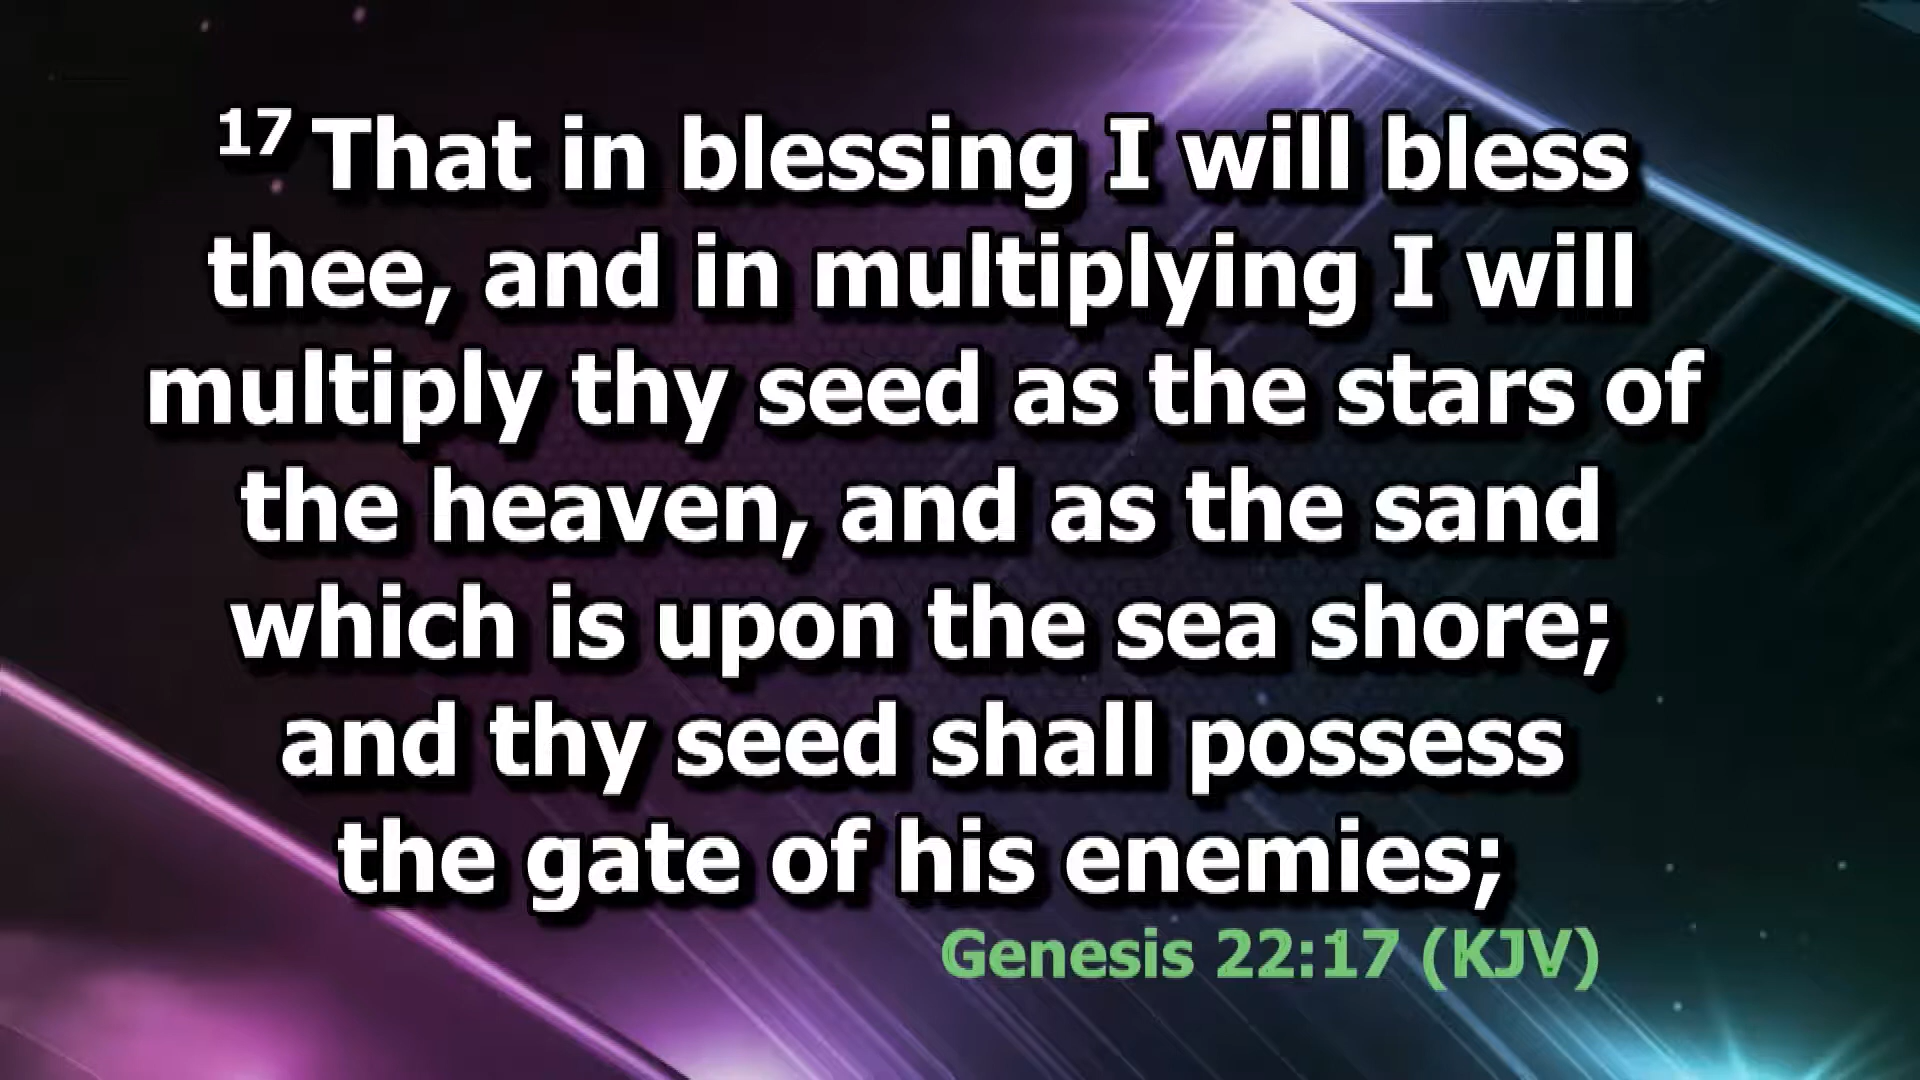 17 That in blessing I will bless
thee, and in multiplying I will
multiply thy seed as the stars of
the heaven, and as the sand
which is upon the sea shore;
and thy seed shall possess
the gate of his enemies;
Genesis 22:17 (KJV)